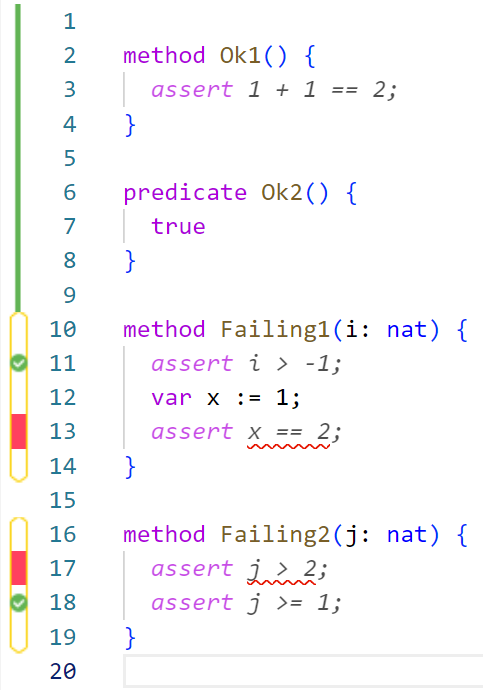 1
2 method Ok1() {
3 assert 1 + 1 == 2;
4 }
5
6 predicate Ok2() {
7 true
8 }
9
10 method Failing1(i: nat) {
11 assert i > -1;
12 var x := 1;
13 assert x == 2;
14 }
15
16 method Failing2(j: nat) {
17 assert j > 2;
18 assert j >= 1;
19 }
20